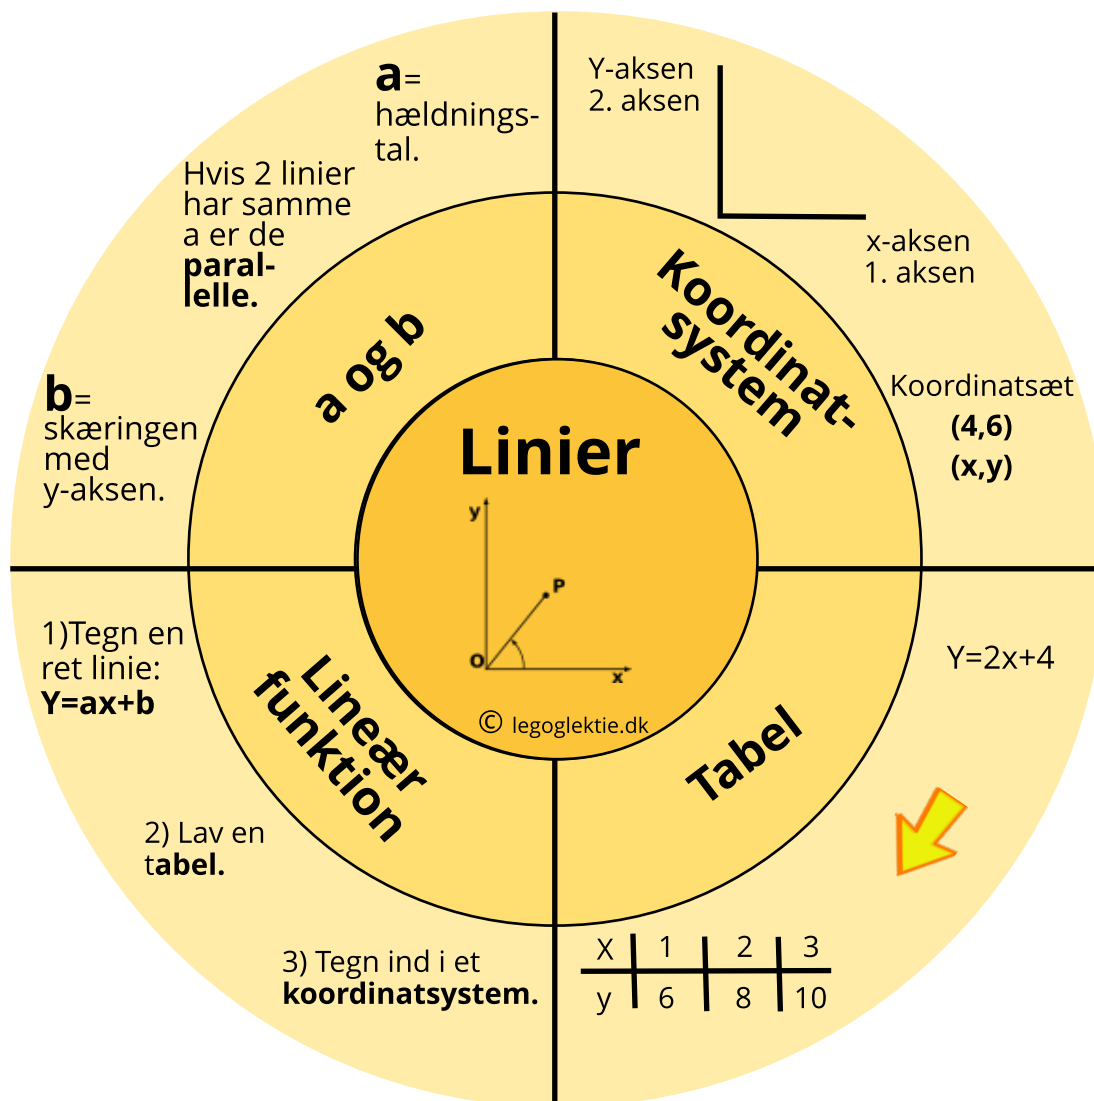 a=
hældnings-
tal.
Hvis 2 linier
har samme
a er de
paral-
lelle.
b=
skæringen
med
y-aksen.
a og b
Y-aksen
2. aksen
x-aksen
1. aksen
Koordinatsæt
(4,6)
(x,y)
Koordinat-
system
Linier
y
P
O
x
© legoglektie.dk
Lineær
funktion
1)Tegn en
ret linie:
Y=ax+b
2) Lav en
tabel.
3) Tegn ind i et
koordinatsystem.
Tabel
Y=2x+4
X 1 2 3
y 6 8 10